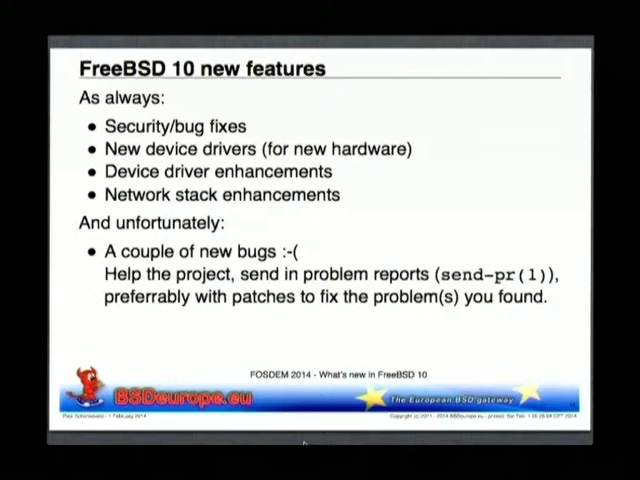 FreeBSD 10 new features
As always:
• Security/bug fixes
• New device drivers (for new hardware)
• Device driver enhancements
• Network stack enhancements
And unfortunately:
• A couple of new bugs :-(
Help the project, send in problem reports (send-pr(1)),
preferrably with patches to fix the problem(s) you found.
FOSDEM 2014 - What's new in FreeBSD 10
BSDeurope.eu
The European BSD gateway
1 February 2014